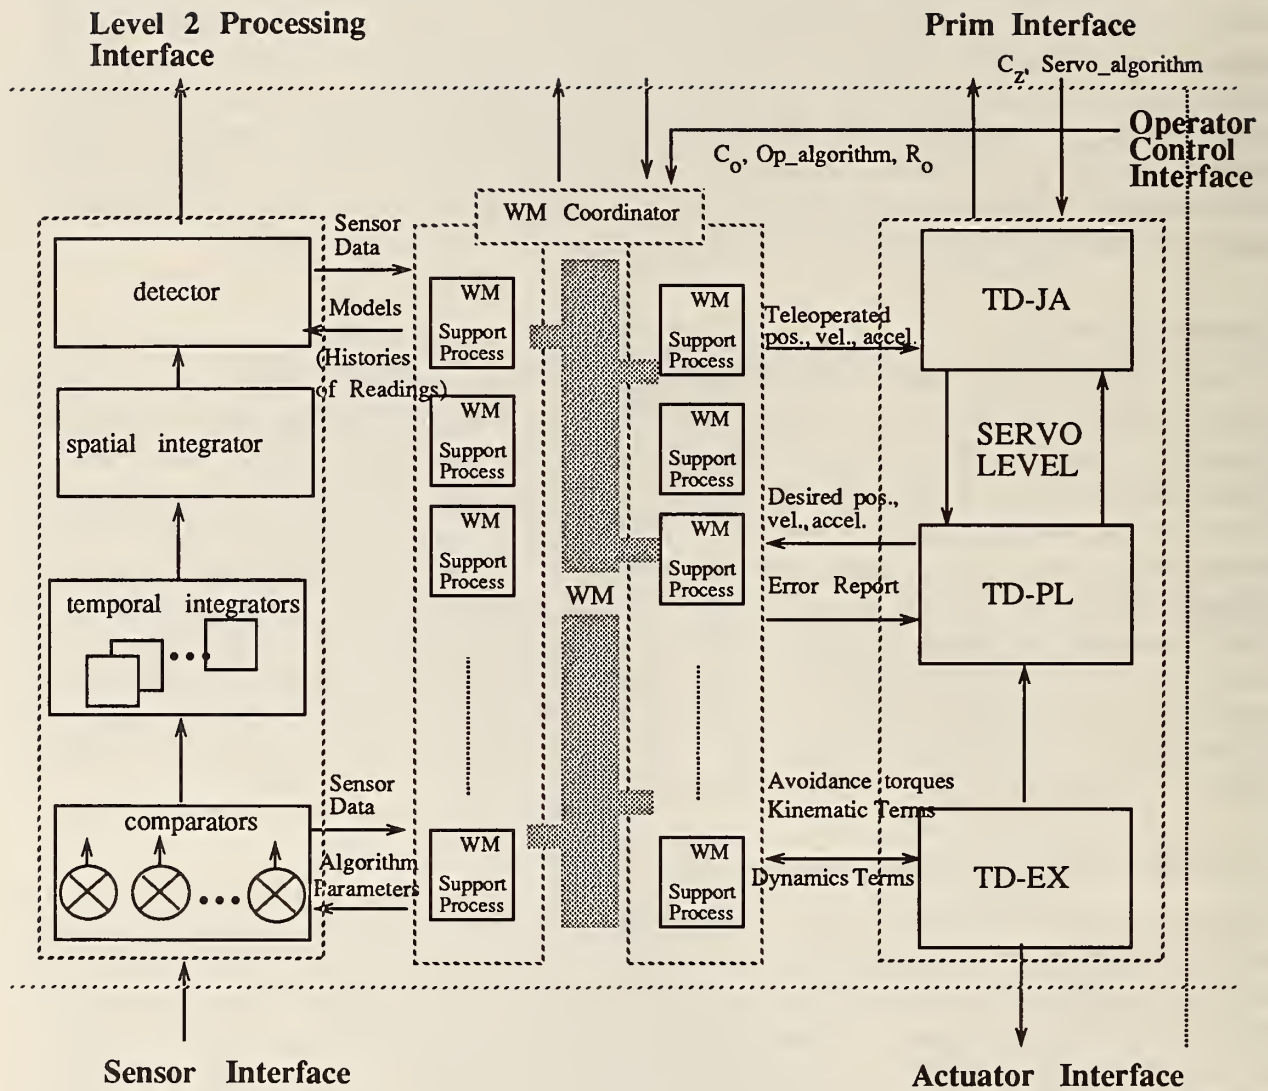 Level 2 Processing
Interface
Prim Interface
C_z, Servo_algorithm
Operator
Control
Interface
C_o, Op_algorithm, R_o
WM Coordinator
Sensor
Data
detector
Models
(Histories
of Readings)
spatial integrator
temporal integrators
comparators
Sensor
Data
Algorithm
Parameters
WM
Support
Process
WM
Support
Process
WM
Support
Process
WM
Support
Process
WM
WM
Support
Process
WM
Support
Process
WM
Support
Process
WM
Support
Process
Teleoperated
pos., vel., accel.
Desired pos.,
vel., accel.
Error Report
Avoidance torques
Kinematic Terms
Dynamics Terms
TD-JA
SERVO
LEVEL
TD-PL
TD-EX
Sensor Interface
Actuator Interface